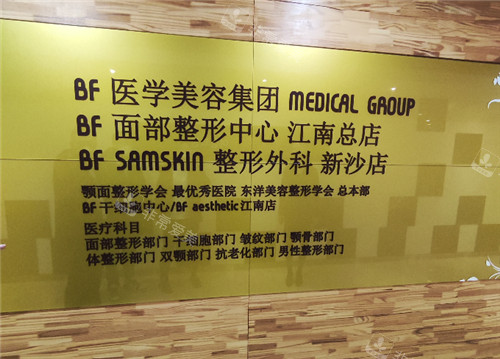 BF 医学美容集团 MEDICAL GROUP
BF 面部整形中心 江南总店
BF SAMSKIN 整形外科 新沙店
颚面整形学会 最优秀医院 东洋美容整形学会 总本部
BF 干细胞中心/BF aesthetic江南店
医疗科目
面部整形部门 干细胞部门 皱纹部门 颚骨部门
体整形部门 双颚部门 抗老化部门 男性整形部门